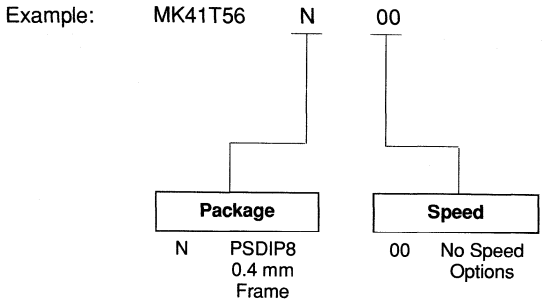 Example: MK41T56 N 00
Package Speed
N PSDIP8 00 No Speed
0.4 mm Options
Frame